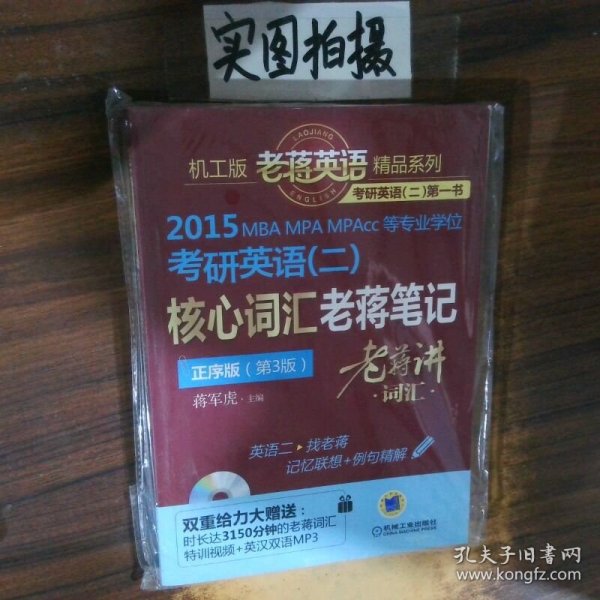 实图拍摄
LAOJIANG
机工版 老蒋英语 精品系列
ENGLISH
考研英语(二)第一书
2015 MBA MPA MPAcc 等专业学位
考研英语(二)
核心词汇老蒋笔记
正序版(第3版)
老蒋讲
·词汇·
蒋军虎·主编
英语二▸找老蒋
记忆联想+例句精解
双重给力大赠送:
时长达3150分钟的老蒋词汇
特训视频+英汉双语MP3
机械工业出版社
孔夫子旧书网
www.kongfz.com